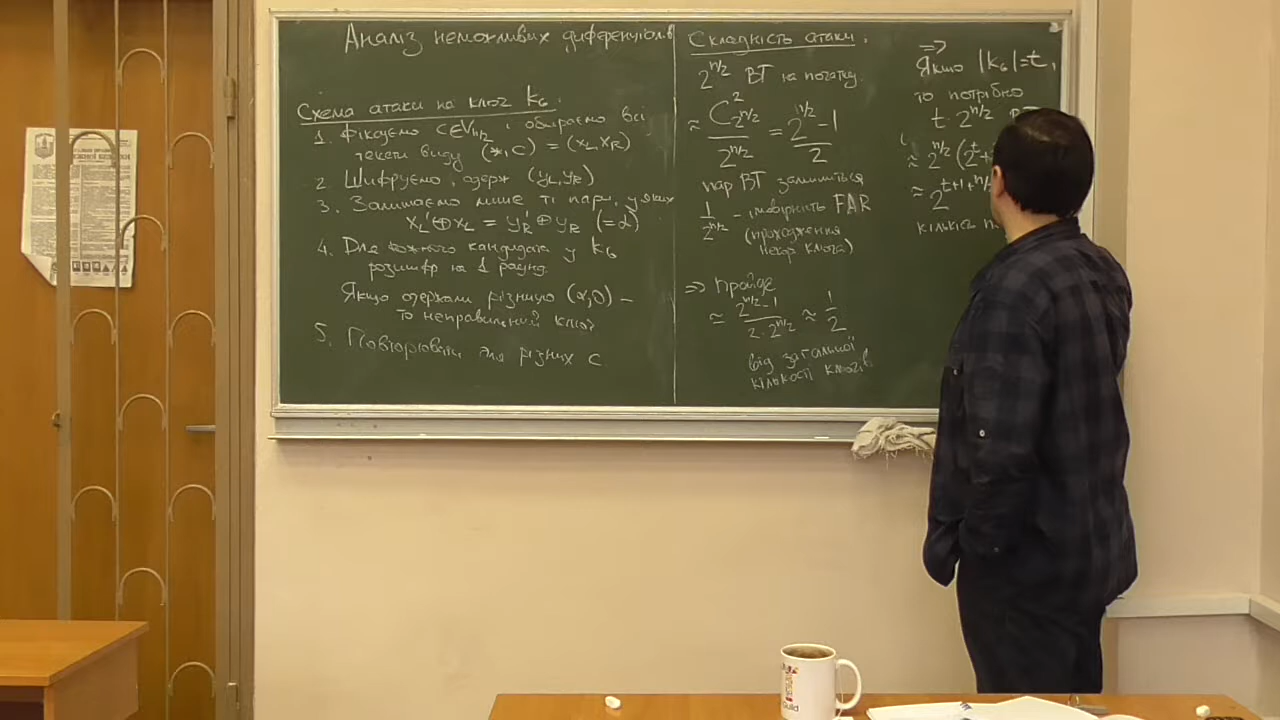 Аналіз неможливих диференціалів
Схема атаки на ключ k₆:
1. Фіксуємо C∈V_{n/2} і обираємо всі
тексти виду (*, C) = (x_L, x_R)
2. Шифруємо, одерж (y_L, y_R)
3. Залишаємо лише ті пари, у яких
x_L' ⊕ x_L = y_R' ⊕ y_R (=α)
4. Для кожного кандидата у k₆
розшифр на 1 раунд.
Якщо одержали різницю (α, 0) –
то неправильний ключ
5. Повторювати для різних C
Складність атаки:
2^{n/2} ВТ на початку.
≈ C²_{2^{n/2}} / 2^{n/2} = (2^{n/2} - 1) / 2
пар ВТ залишиться
1 / 2^{n/2} - ймовірність FAR
(проходження
непр. ключа)
⇒ Пройде
≈ (2^{n/2} - 1) / (2 · 2^{n/2}) ≈ 1/2
від загальної
кількості ключів
⇒
Якщо |k₆| = t,
то потрібно
t · 2^{n/2}
≈ 2^{n/2} (2^t +
≈ 2^{t+1+n/2}